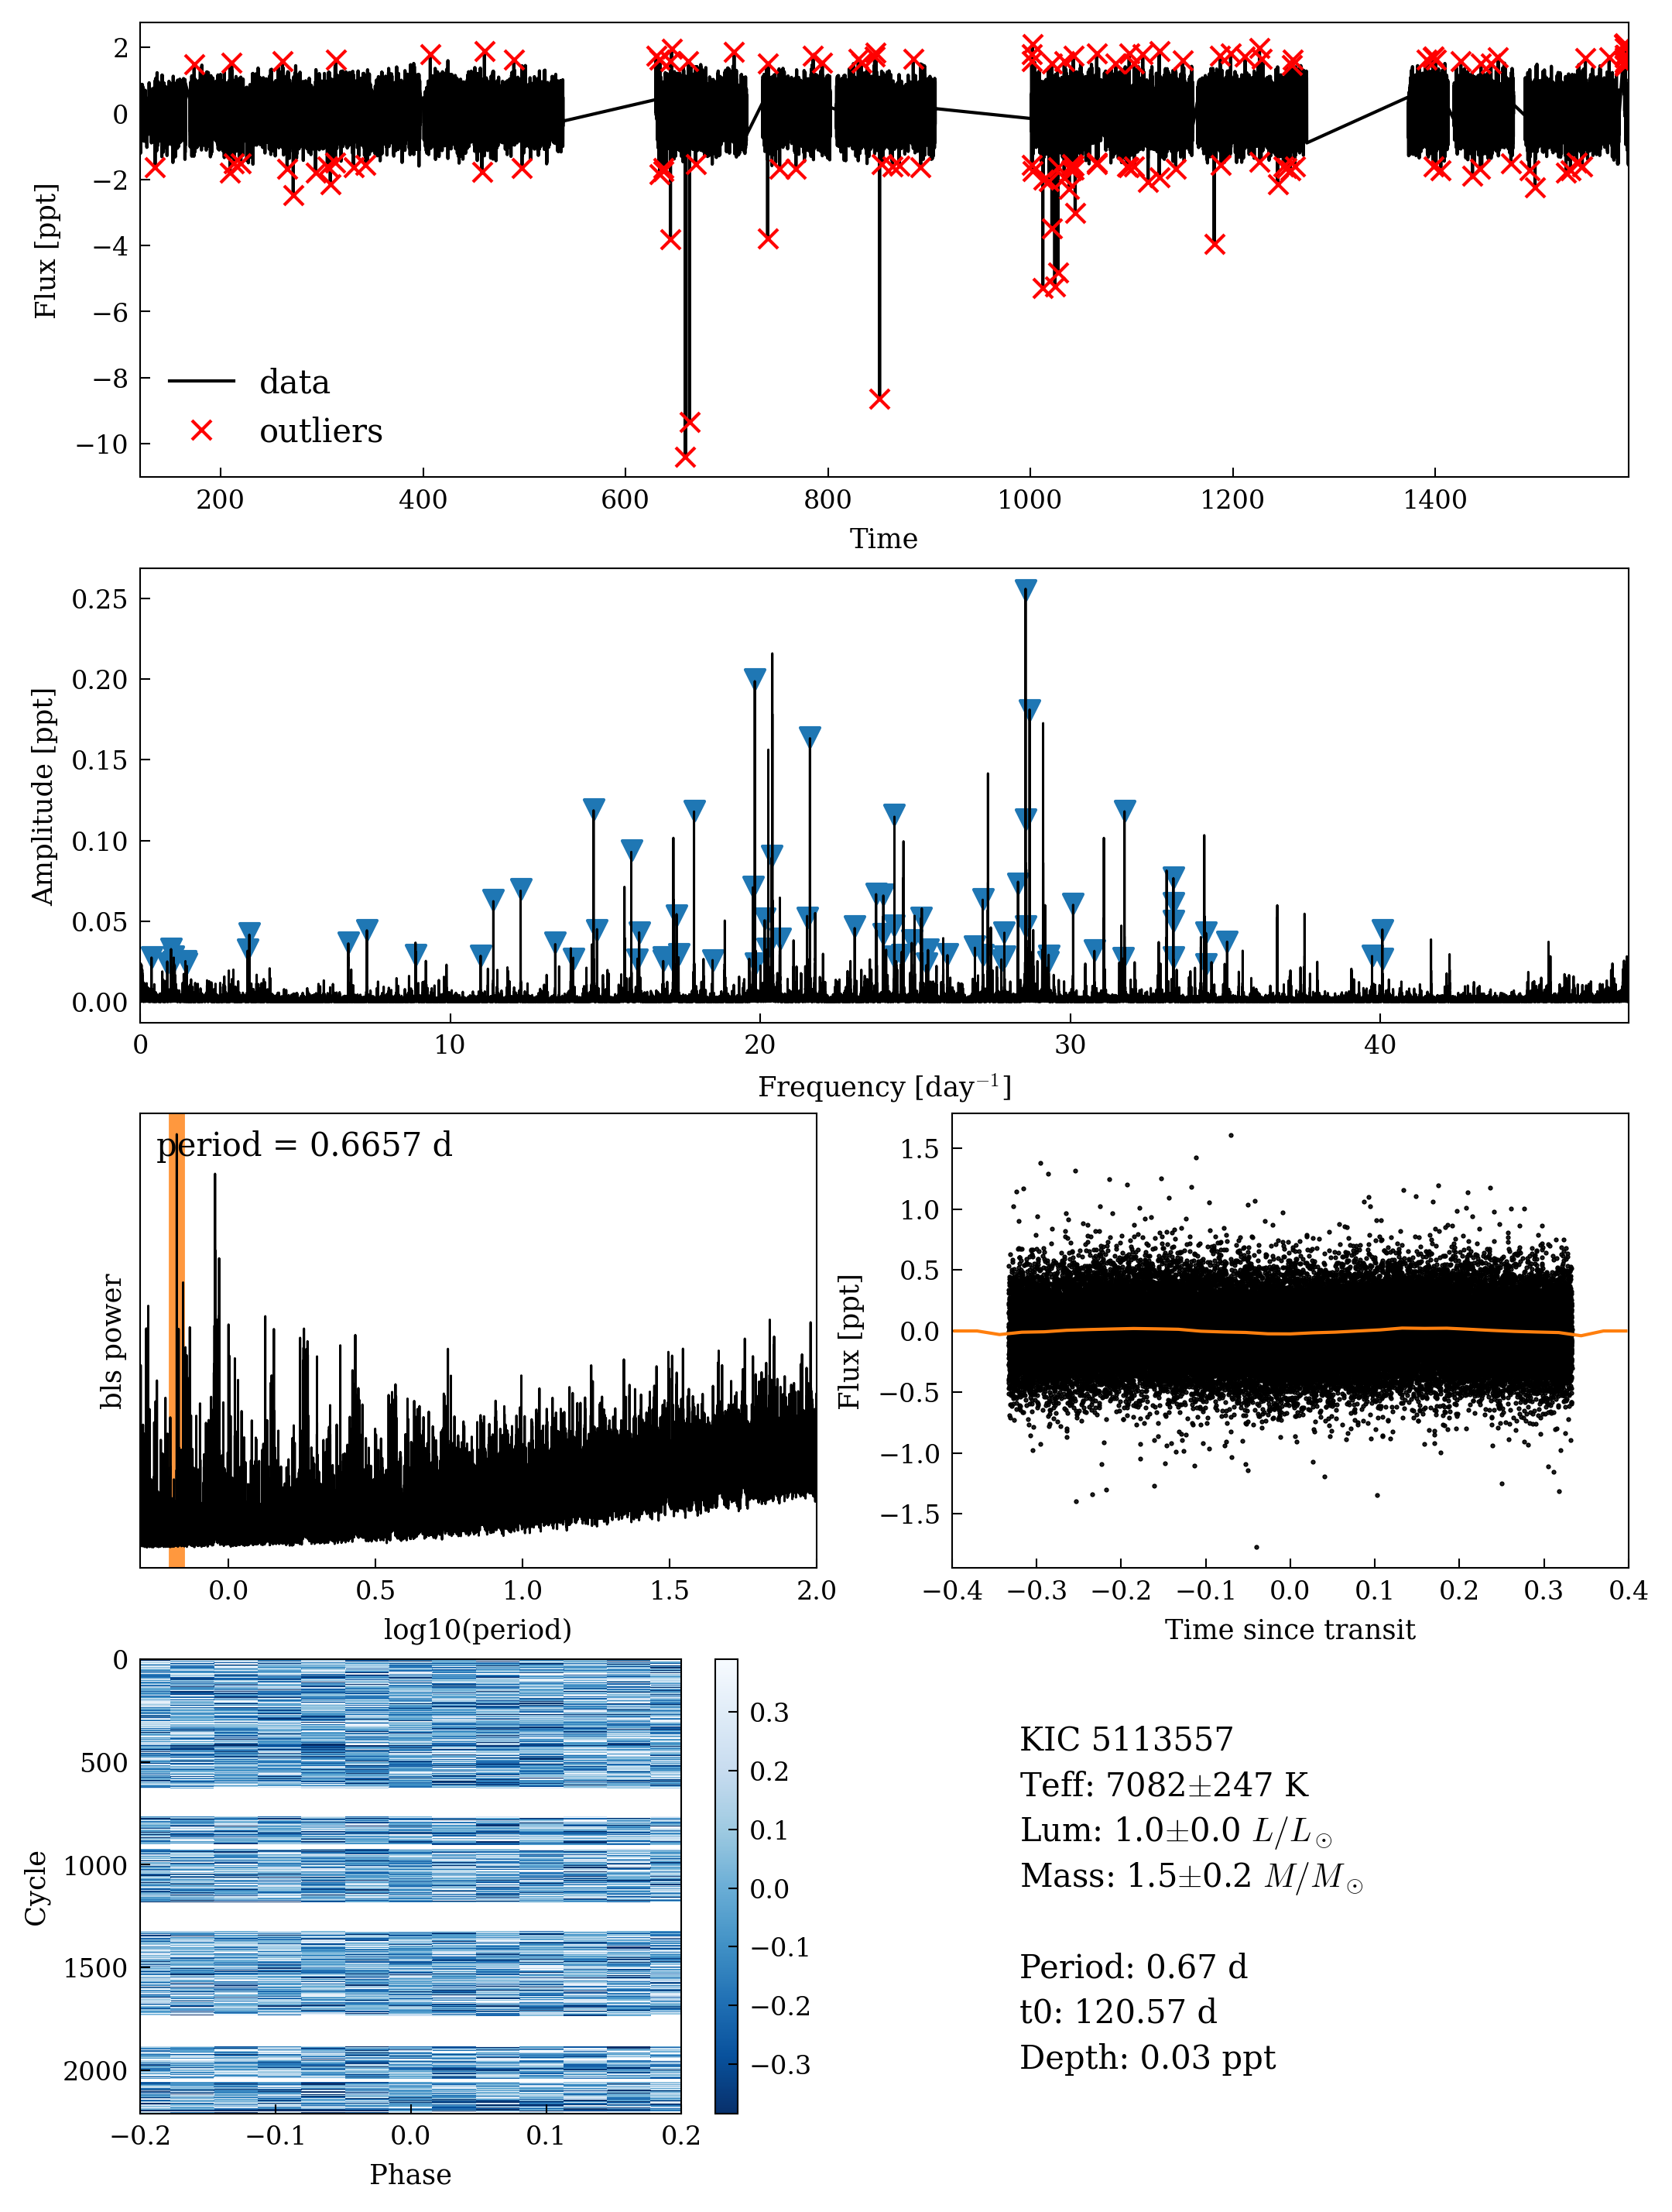 2
0
−2
−4
−6
−8
−10
Flux [ppt]
data
outliers
200 400 600 800 1000 1200 1400
Time
0.25
0.20
0.15
0.10
0.05
0.00
Amplitude [ppt]
0 10 20 30 40
Frequency [day⁻¹]
period = 0.6657 d
bls power
0.0 0.5 1.0 1.5 2.0
log10(period)
1.5
1.0
0.5
0.0
−0.5
−1.0
−1.5
Flux [ppt]
−0.4 −0.3 −0.2 −0.1 0.0 0.1 0.2 0.3 0.4
Time since transit
0
500
1000
1500
2000
Cycle
−0.2 −0.1 0.0 0.1 0.2
Phase
0.3
0.2
0.1
0.0
−0.1
−0.2
−0.3
KIC 5113557
Teff: 7082±247 K
Lum: 1.0±0.0 L/L⊙
Mass: 1.5±0.2 M/M⊙
Period: 0.67 d
t0: 120.57 d
Depth: 0.03 ppt